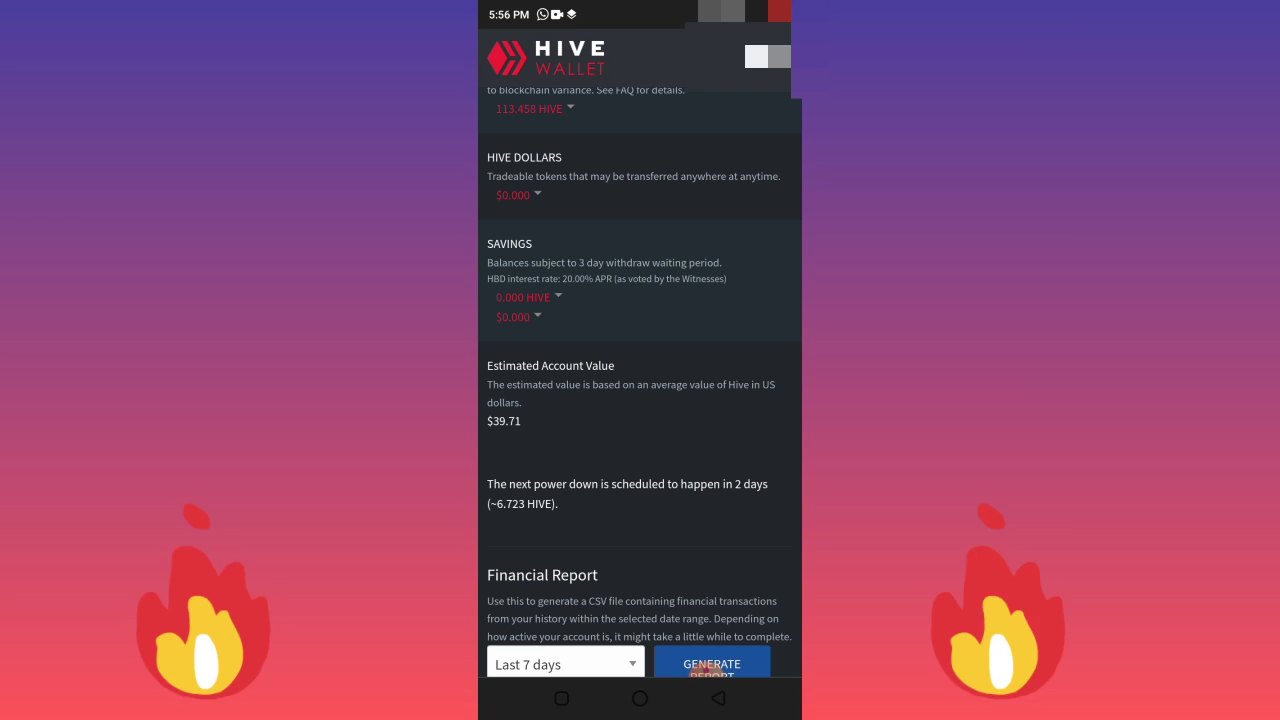 5:56 PM
HIVE
WALLET
to blockchain variance. See FAQ for details.
113.458 HIVE
HIVE DOLLARS
Tradeable tokens that may be transferred anywhere at anytime.
$0.000
SAVINGS
Balances subject to 3 day withdraw waiting period.
HBD interest rate: 20.00% APR (as voted by the Witnesses)
0.000 HIVE
$0.000
Estimated Account Value
The estimated value is based on an average value of Hive in US
dollars.
$39.71
The next power down is scheduled to happen in 2 days
(~6.723 HIVE).
Financial Report
Use this to generate a CSV file containing financial transactions
from your history within the selected date range. Depending on
how active your account is, it might take a little while to complete.
Last 7 days
GENERATE
REPORT